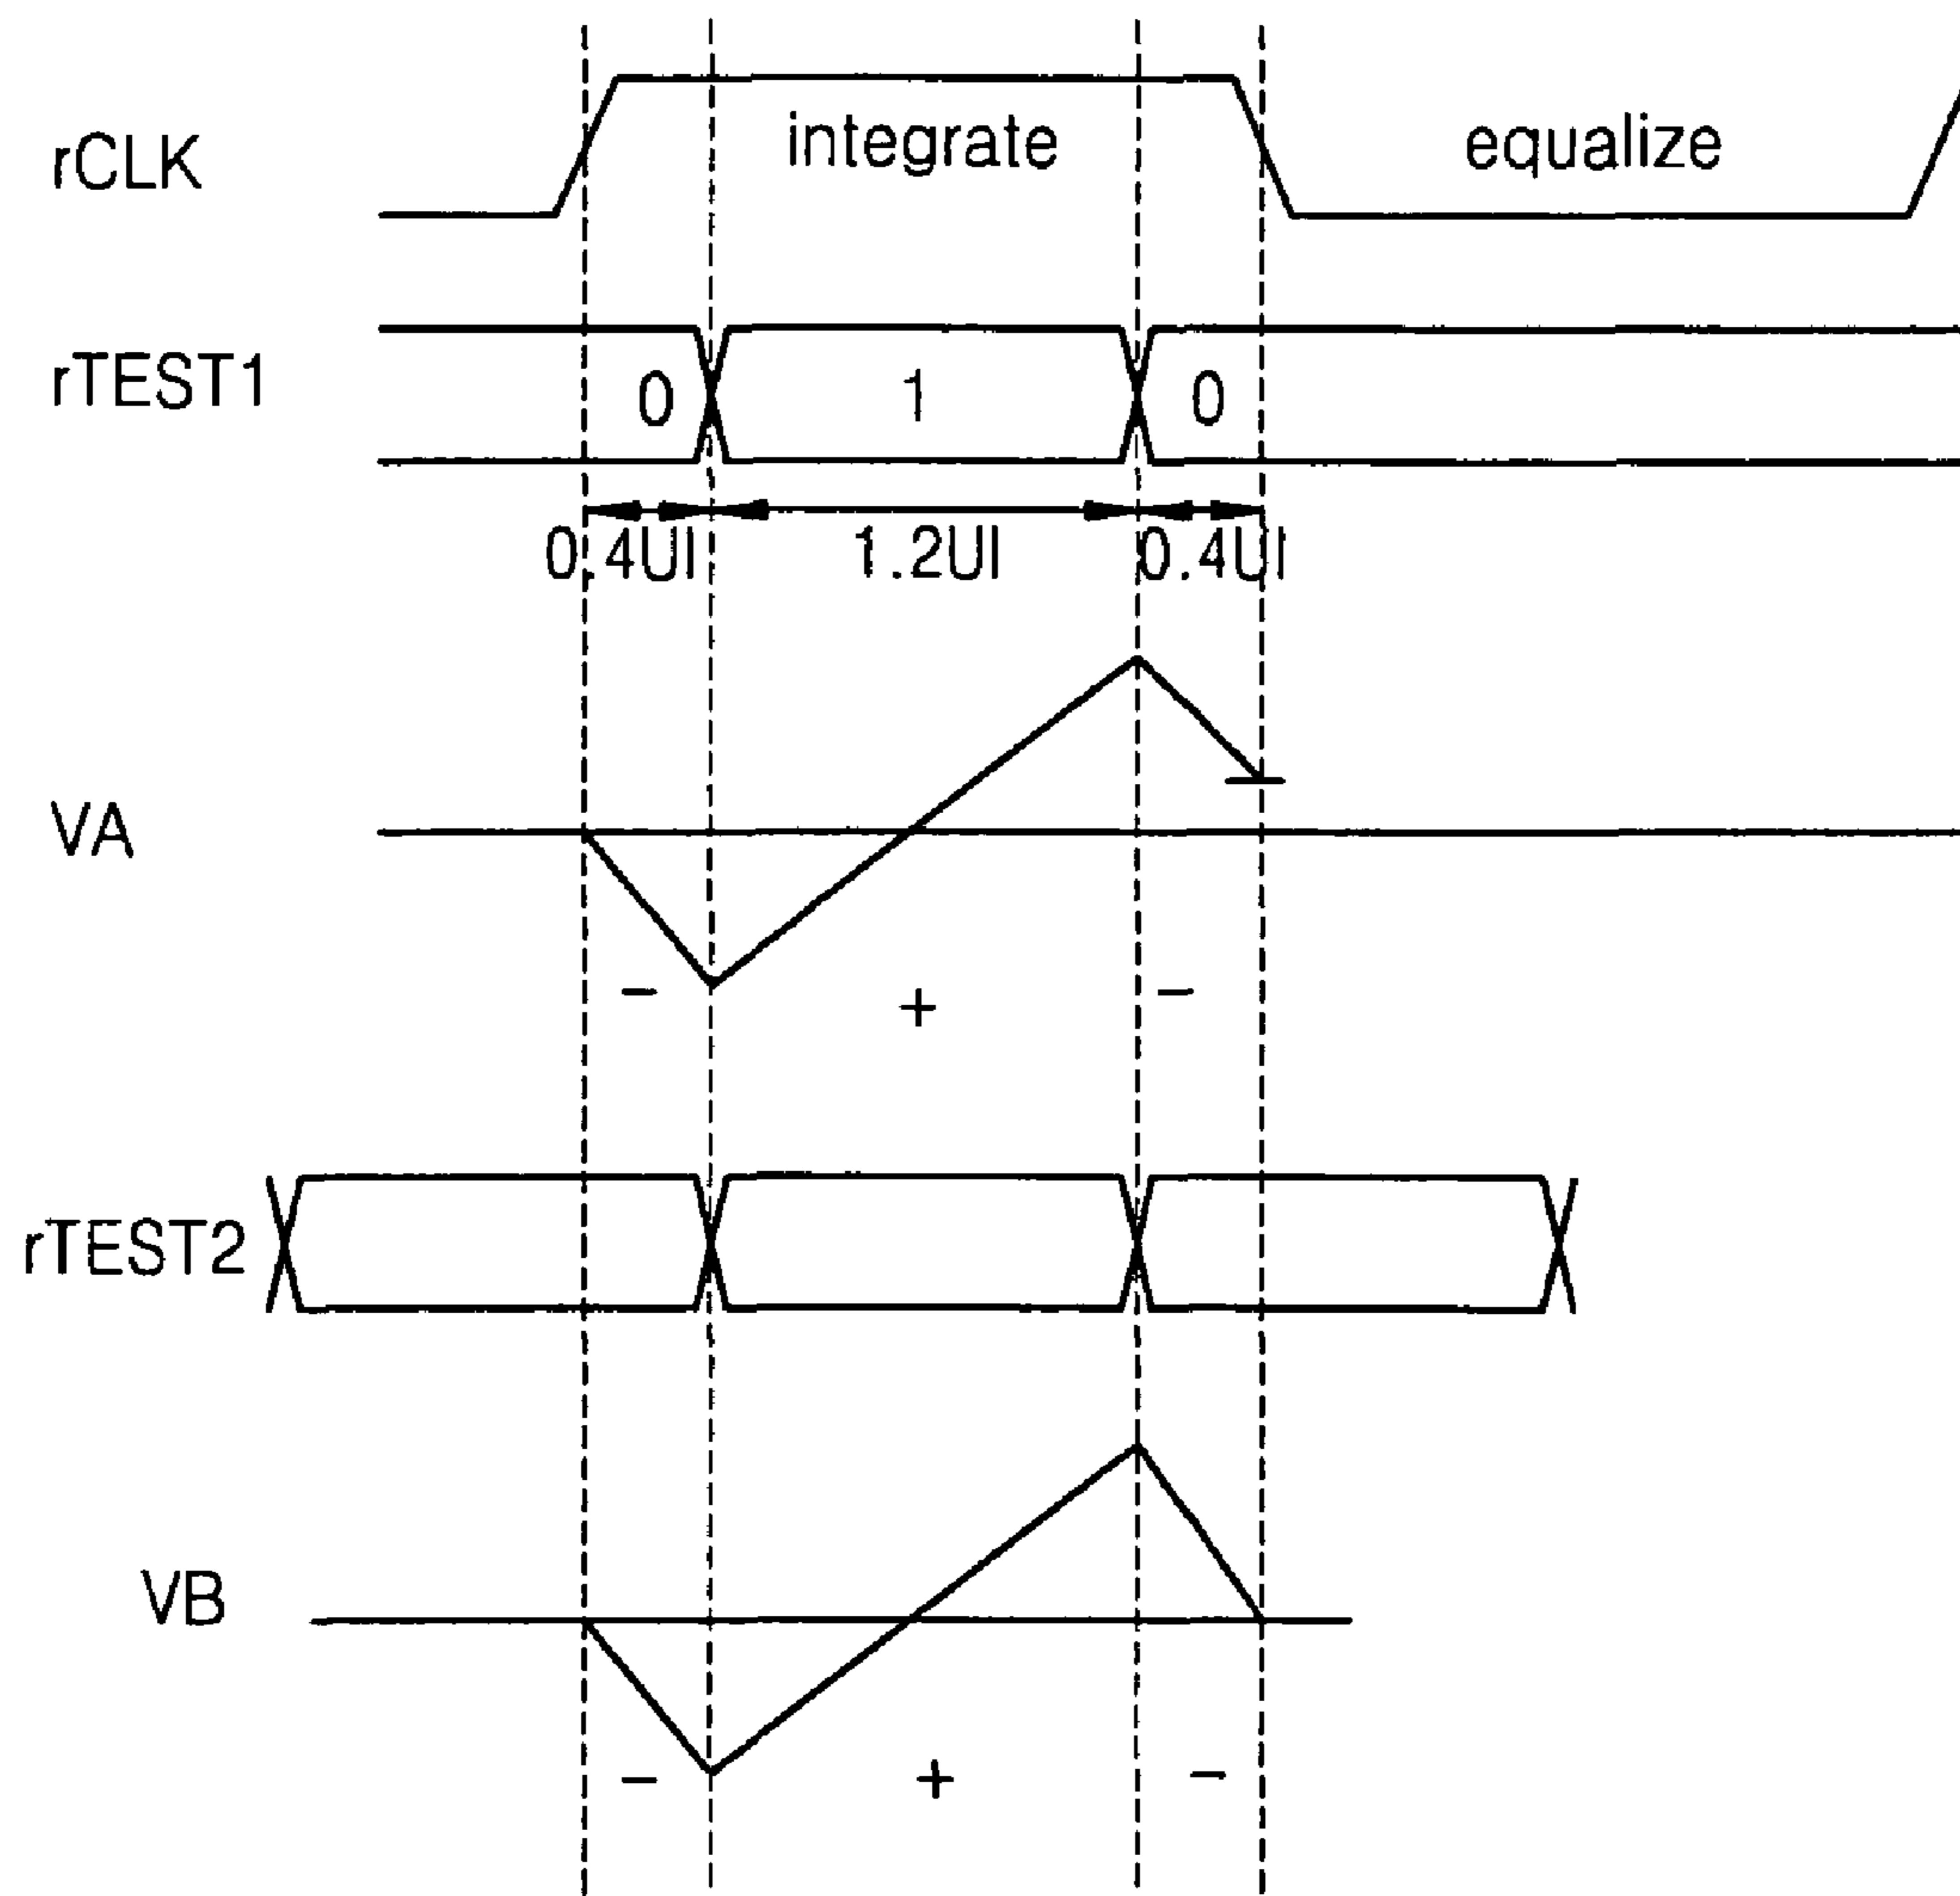 rCLK
integrate
equalize
rTEST1
0 1 0
0.4UI 1.2UI 0.4UI
VA
- + -
rTEST2
VB
- + -